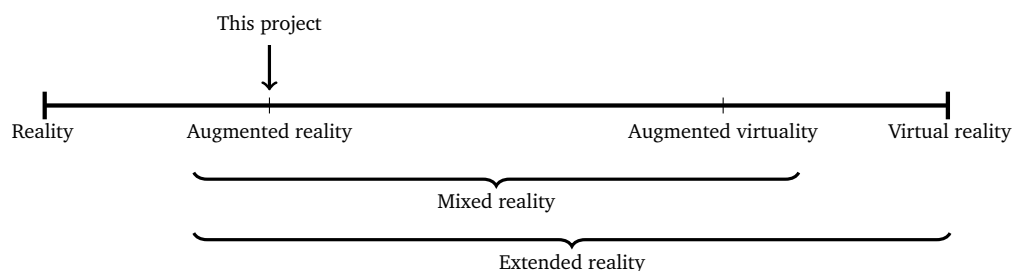 This project
Reality
Augmented reality
Augmented virtuality
Virtual reality
Mixed reality
Extended reality